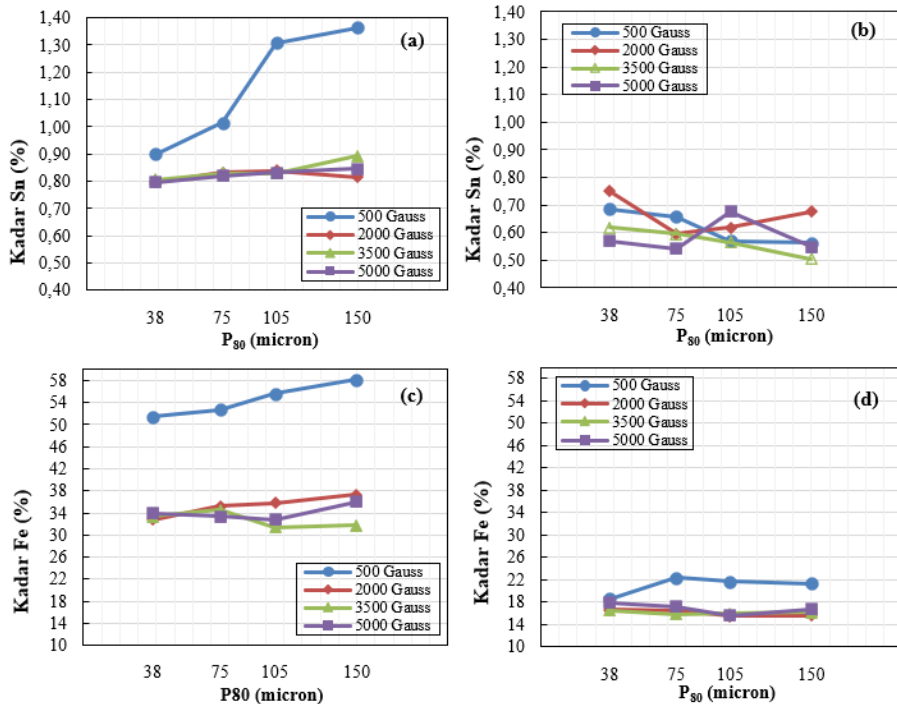 1,40
1,30
1,20
1,10
1,00
0,90
0,80
0,70
0,60
0,50
0,40
Kadar Sn (%)
(a)
500 Gauss
2000 Gauss
3500 Gauss
5000 Gauss
38 75 105 150
P80 (micron)
1,40
1,30
1,20
1,10
1,00
0,90
0,80
0,70
0,60
0,50
0,40
Kadar Sn (%)
(b)
500 Gauss
2000 Gauss
3500 Gauss
5000 Gauss
38 75 105 150
P80 (micron)
58
54
50
46
42
38
34
30
26
22
18
14
10
Kadar Fe (%)
(c)
500 Gauss
2000 Gauss
3500 Gauss
5000 Gauss
38 75 105 150
P80 (micron)
58
54
50
46
42
38
34
30
26
22
18
14
10
Kadar Fe (%)
(d)
500 Gauss
2000 Gauss
3500 Gauss
5000 Gauss
38 75 105 150
P80 (micron)